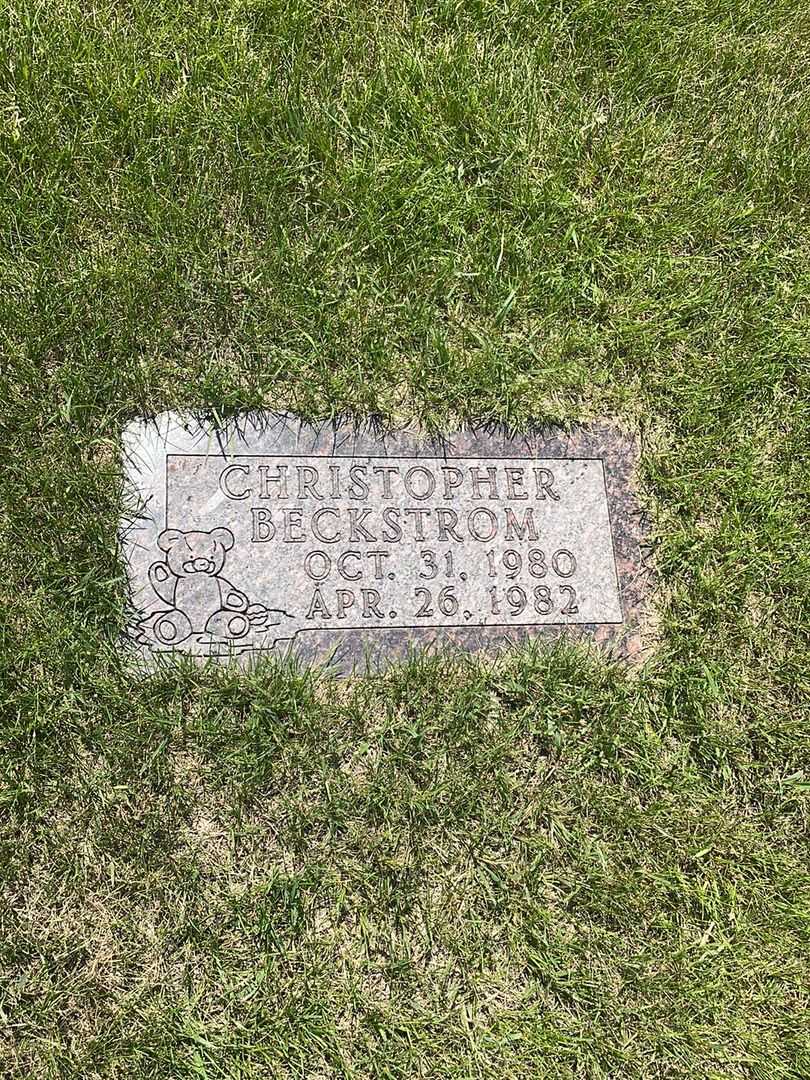 CHRISTOPHER
BECKSTROM
OCT. 31, 1980
APR. 26, 1982